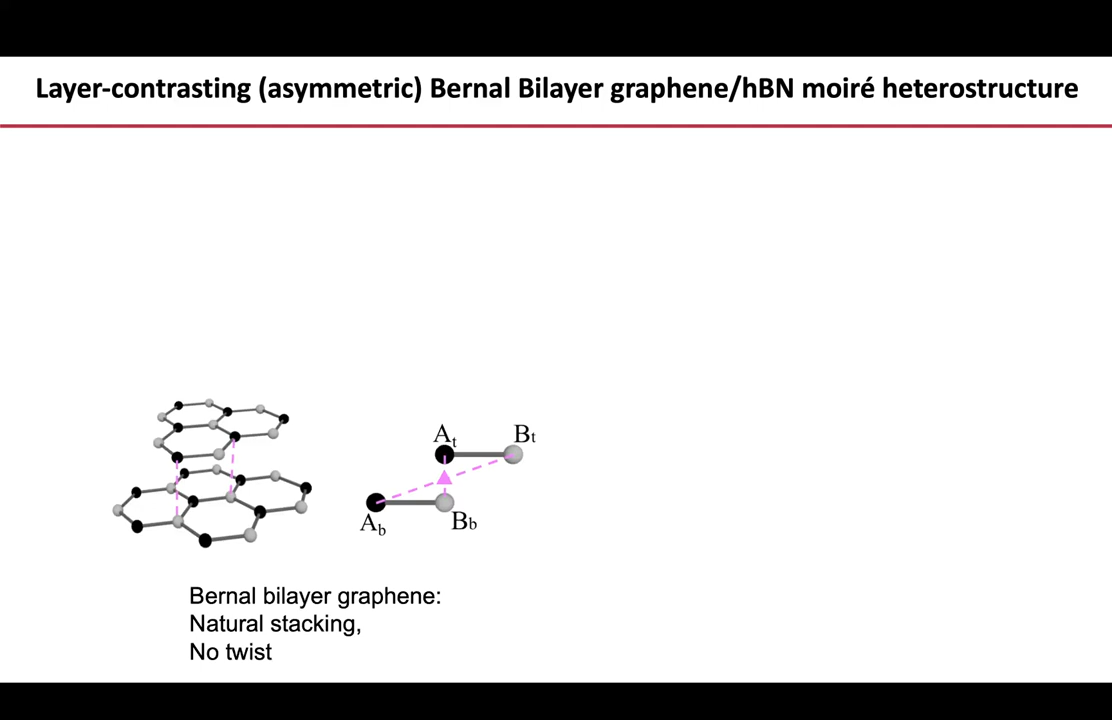 Layer-contrasting (asymmetric) Bernal Bilayer graphene/hBN moiré heterostructure
At Bt
Ab Bb
Bernal bilayer graphene:
Natural stacking,
No twist